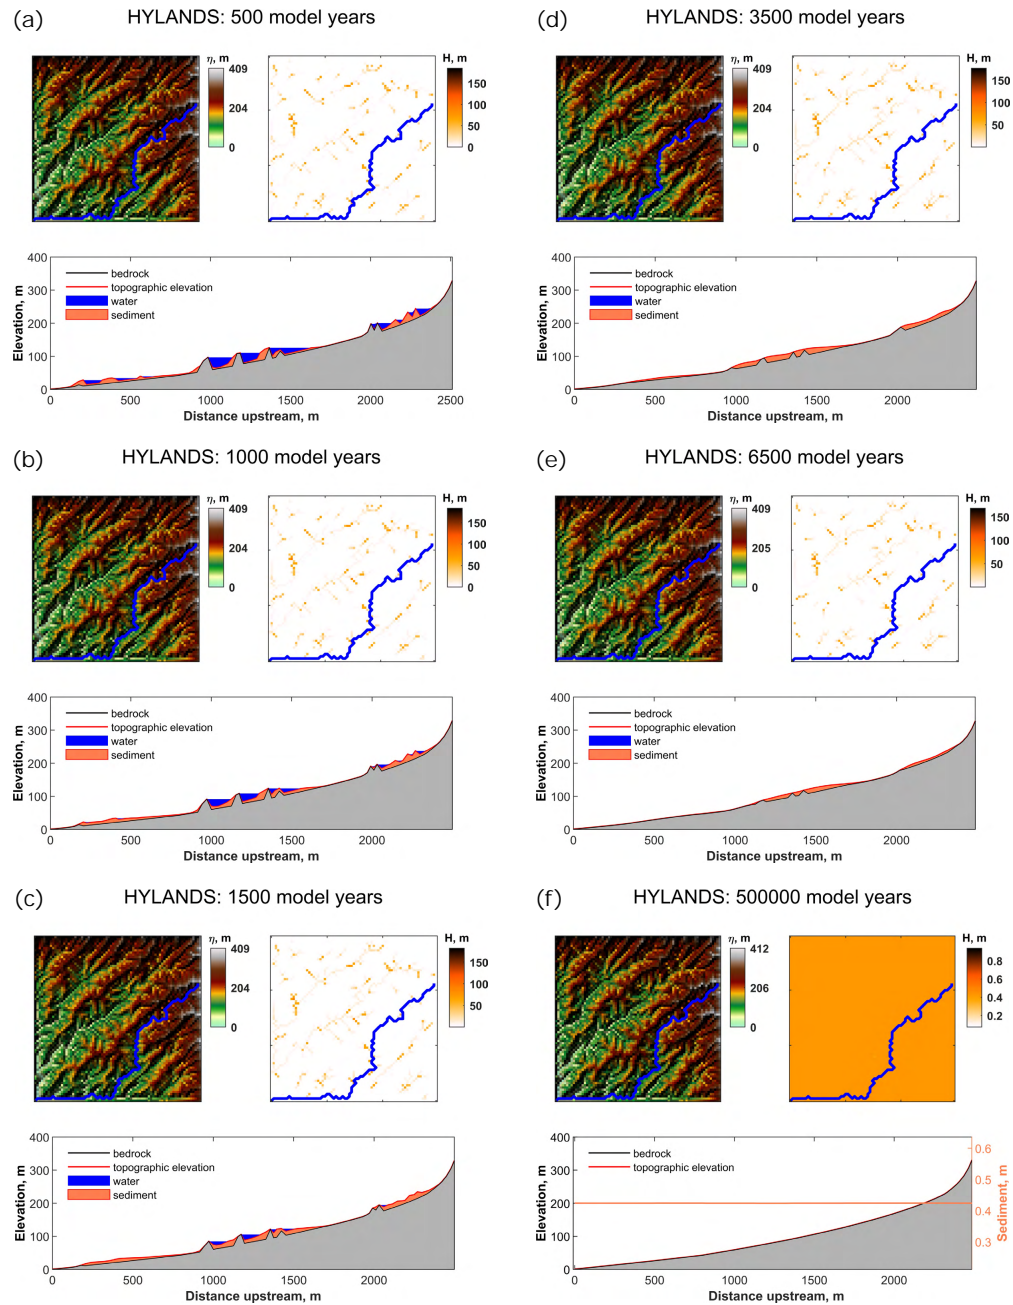 (a) HYLANDS: 500 model years
η, m
409
204
0
H, m
150
100
50
0
400
300
200
100
0
Elevation, m
bedrock
topographic elevation
water
sediment
0 500 1000 1500 2000 2500
Distance upstream, m
(b) HYLANDS: 1000 model years
η, m
409
204
0
H, m
150
100
50
0
400
300
200
100
0
Elevation, m
bedrock
topographic elevation
water
sediment
0 500 1000 1500 2000
Distance upstream, m
(c) HYLANDS: 1500 model years
η, m
409
204
0
H, m
150
100
50
400
300
200
100
0
Elevation, m
bedrock
topographic elevation
water
sediment
0 500 1000 1500 2000
Distance upstream, m
(d) HYLANDS: 3500 model years
η, m
409
204
0
H, m
150
100
50
400
300
200
100
0
Elevation, m
bedrock
topographic elevation
water
sediment
0 500 1000 1500 2000
Distance upstream, m
(e) HYLANDS: 6500 model years
η, m
409
205
0
H, m
150
100
50
400
300
200
100
0
Elevation, m
bedrock
topographic elevation
water
sediment
0 500 1000 1500 2000
Distance upstream, m
(f) HYLANDS: 500000 model years
η, m
412
206
0
H, m
0.8
0.6
0.4
0.2
400
300
200
100
0
Elevation, m
bedrock
topographic elevation
0.6
0.5
0.4
0.3
Sediment, m
0 500 1000 1500 2000
Distance upstream, m